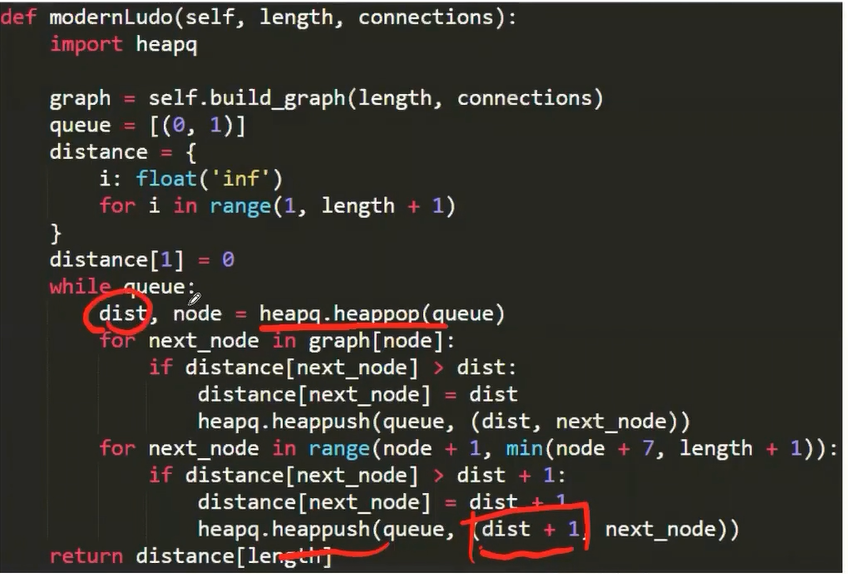 def modernLudo(self, length, connections):
    import heapq

    graph = self.build_graph(length, connections)
    queue = [(0, 1)]
    distance = {
        i: float('inf')
        for i in range(1, length + 1)
    }
    distance[1] = 0
    while queue:
        dist, node = heapq.heappop(queue)
        for next_node in graph[node]:
            if distance[next_node] > dist:
                distance[next_node] = dist
                heapq.heappush(queue, (dist, next_node))
        for next_node in range(node + 1, min(node + 7, length + 1)):
            if distance[next_node] > dist + 1:
                distance[next_node] = dist + 1
                heapq.heappush(queue, (dist + 1, next_node))
    return distance[length]